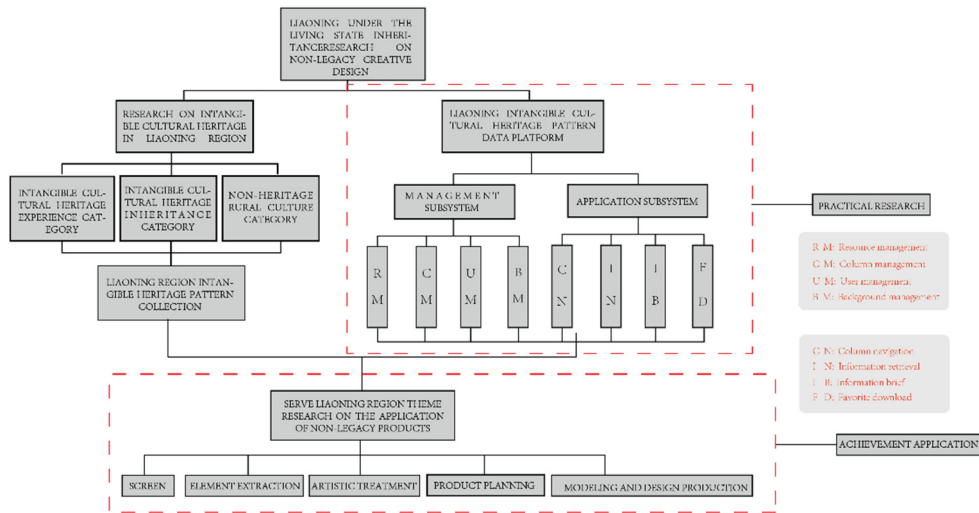 LIAONING UNDER THE
LIVING STATE INHERI-
TANCERESEARCH ON
NON-LEGACY CREATIVE
DESIGN
RESEARCH ON INTANGI-
BLE CULTURAL HERITAGE
IN LIAONING REGION
LIAONING INTANGIBLE CUL-
TURAL HERITAGE PATTERN
DATA PLATFORM
INTANGIBLE CUL-
TURAL HERITAGE
EXPERIENCE CAT-
EGORY
INTANGIBLE CUL-
TURAL HERITAGE
INHERITANCE
CATEGORY
NON-HERITAGE
RURAL CULTURE
CATEGORY
MANAGEMENT
SUBSYSTEM
APPLICATION SUBSYSTEM
PRACTICAL RESEARCH
R M
C M
U M
B M
C N
I N
I B
F D
R M: Resource management
C M: Column management
U M: User management
B M: Background management
LIAONING REGION INTAN-
GIBLE HERITAGE PATTERN
COLLECTION
C N: Column navigation
I N: Information retrieval
I B: Information brief
F D: Favorite download
SERVE LIAONING REGION THEME
RESEARCH ON THE APPLICATION
OF NON-LEGACY PRODUCTS
ACHIEVEMENT APPLICATION
SCREEN
ELEMENT EXTRACTION
ARTISTIC TREATMENT
PRODUCT PLANNING
MODELING AND DESIGN PRODUCTION